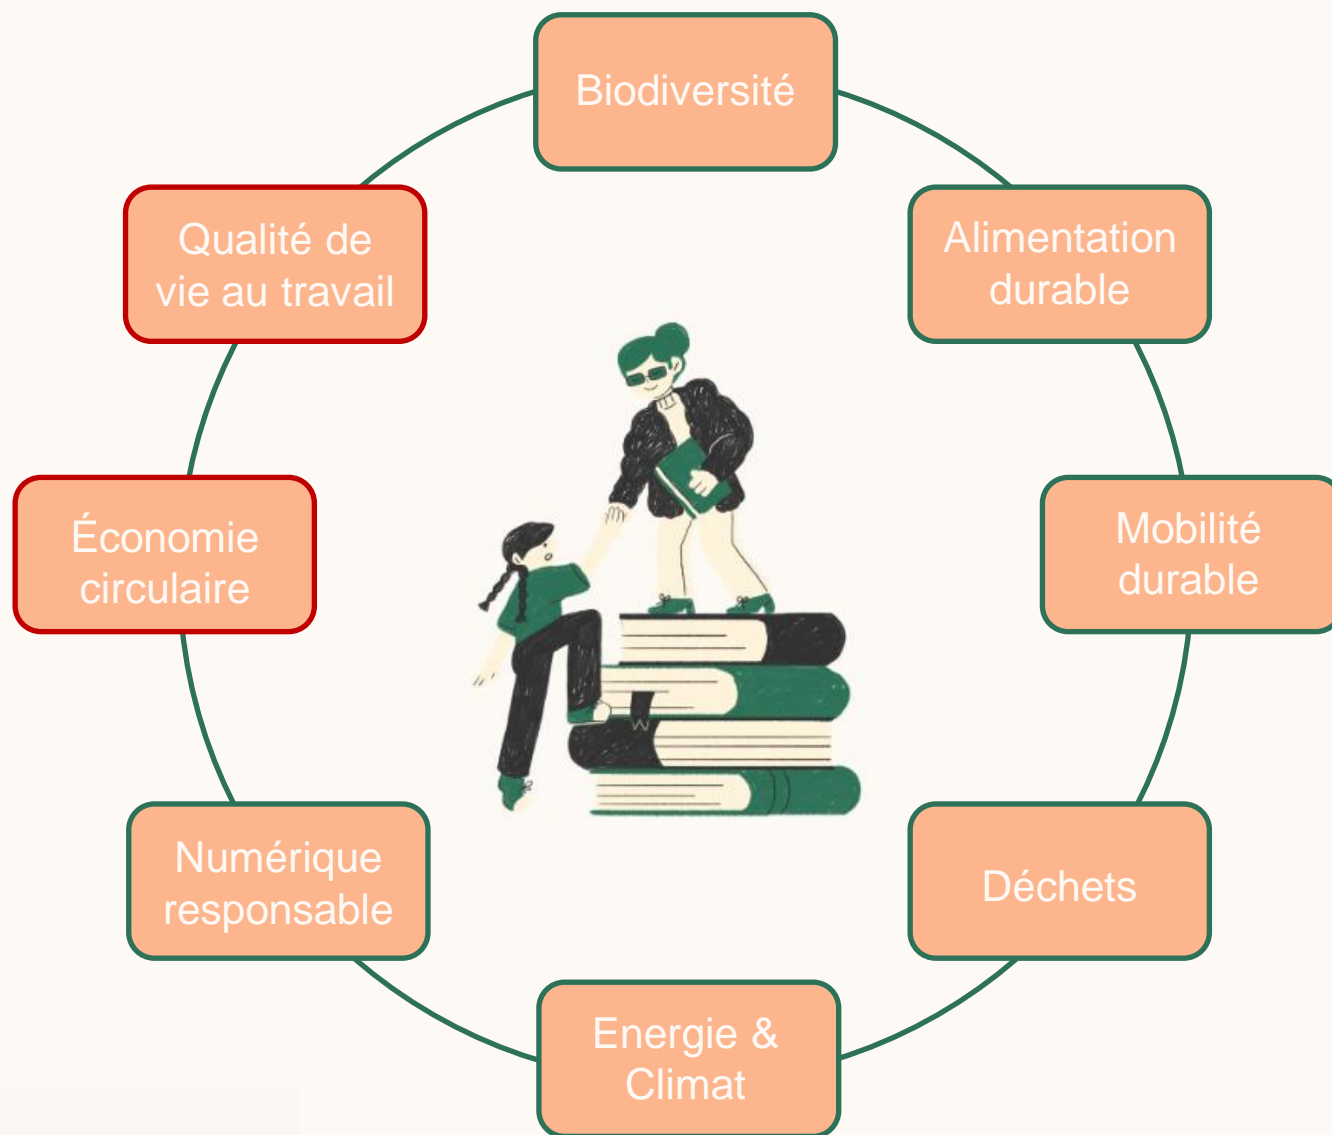 Biodiversité
Qualité de
vie au travail
Alimentation
durable
Économie
circulaire
Mobilité
durable
Numérique
responsable
Déchets
Energie &
Climat